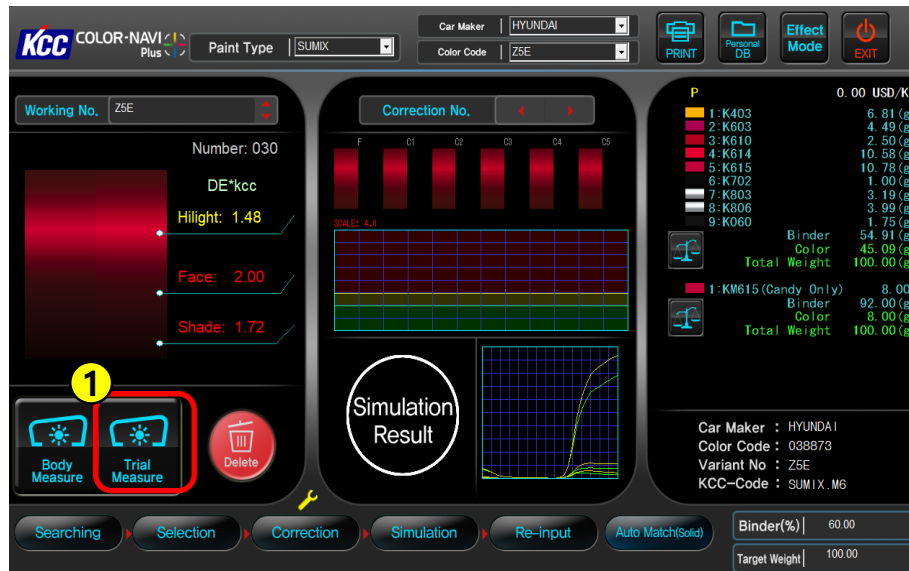 KCC COLOR-NAVI Plus
Paint Type SUMIX
Car Maker HYUNDAI
Color Code Z5E
PRINT
Personal DB
Effect Mode
EXIT
Working No. Z5E
Number: 030
DE*kcc
Hilight: 1.48
Face: 2.00
Shade: 1.72
1
Body Measure
Trial Measure
Delete
Correction No.
F C1 C2 C3 C4 C5
SCALE: 4.0
Simulation Result
P 0.00 USD/K
1:K403 6.81(g
2:K603 4.49(g
3:K610 2.50(g
4:K614 10.58(g
5:K615 10.78(g
6:K702 1.00(g
7:K803 3.19(g
8:K806 3.99(g
9:K060 1.75(g
Binder 54.91(g
Color 45.09(g
Total Weight 100.00(g
1:KM615(Candy Only) 8.00
Binder 92.00(g
Color 8.00(g
Total Weight 100.00(g
Car Maker : HYUNDAI
Color Code : 038873
Variant No : Z5E
KCC-Code : SUMIX.M6
Searching
Selection
Correction
Simulation
Re-input
Auto Match(Solid)
Binder(%) 60.00
Target Weight 100.00